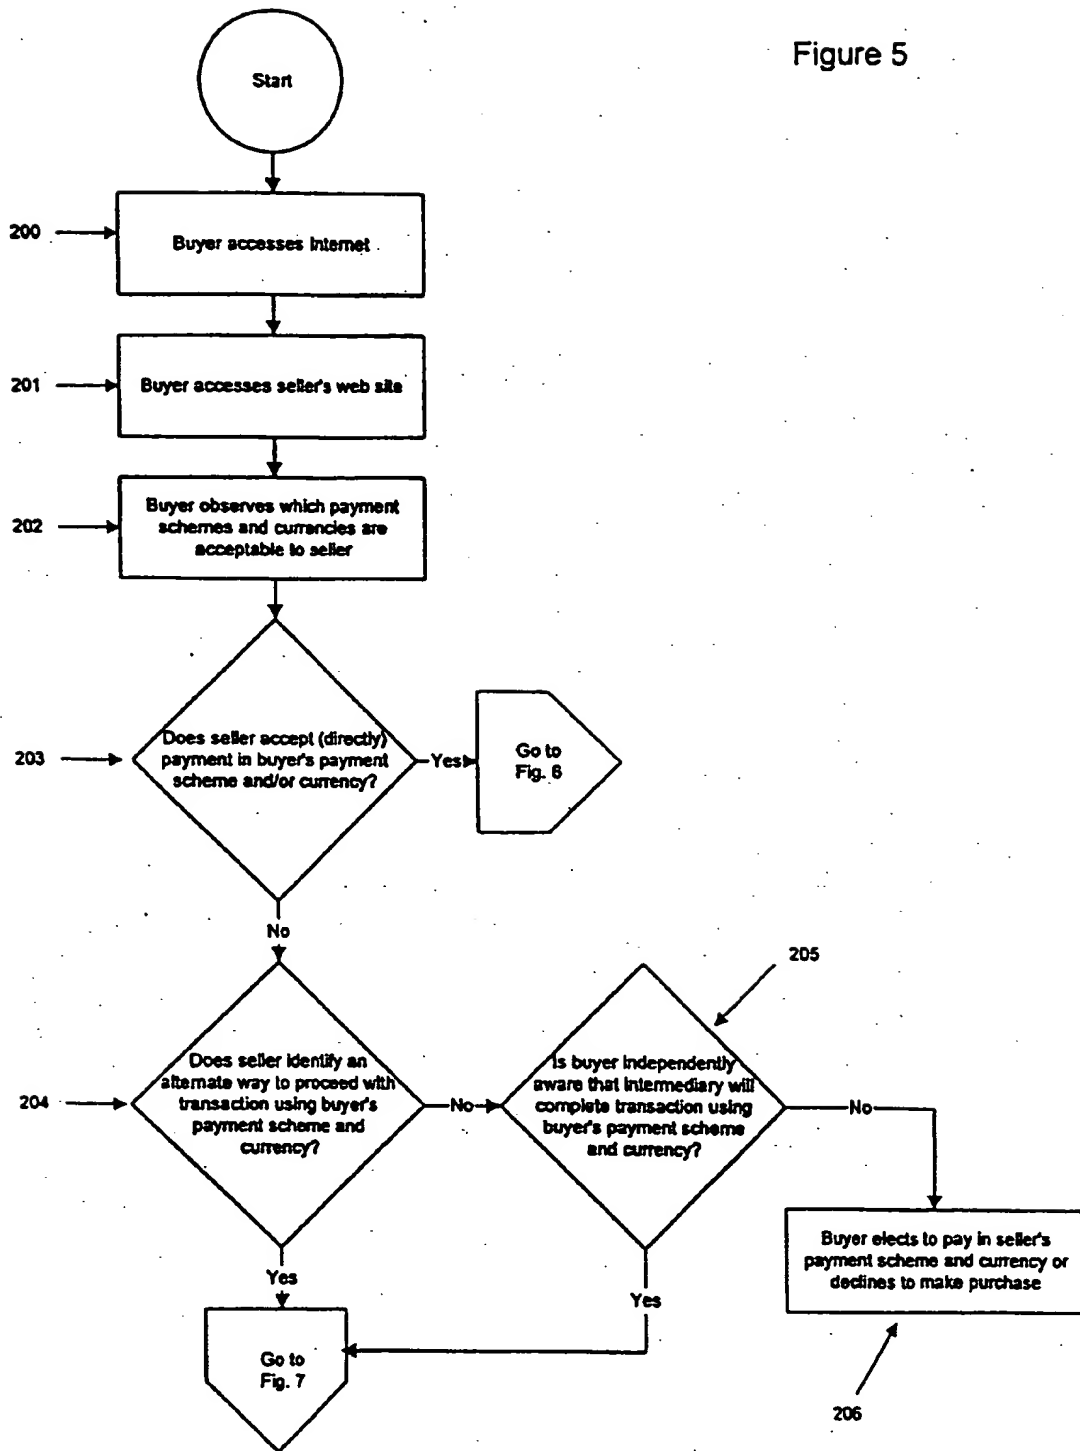 Figure 5
Start
200
Buyer accesses Internet
201
Buyer accesses seller's web site
202
Buyer observes which payment
schemes and currencies are
acceptable to seller
203
Does seller accept (directly)
payment in buyer's payment
scheme and/or currency?
Yes
Go to
Fig. 6
No
205
204
Does seller identify an
alternate way to proceed with
transaction using buyer's
payment scheme and
currency?
No
Is buyer independently
aware that intermediary will
complete transaction using
buyer's payment scheme
and currency?
No
Buyer elects to pay in seller's
payment scheme and currency or
declines to make purchase
Yes
Yes
Go to
Fig. 7
206